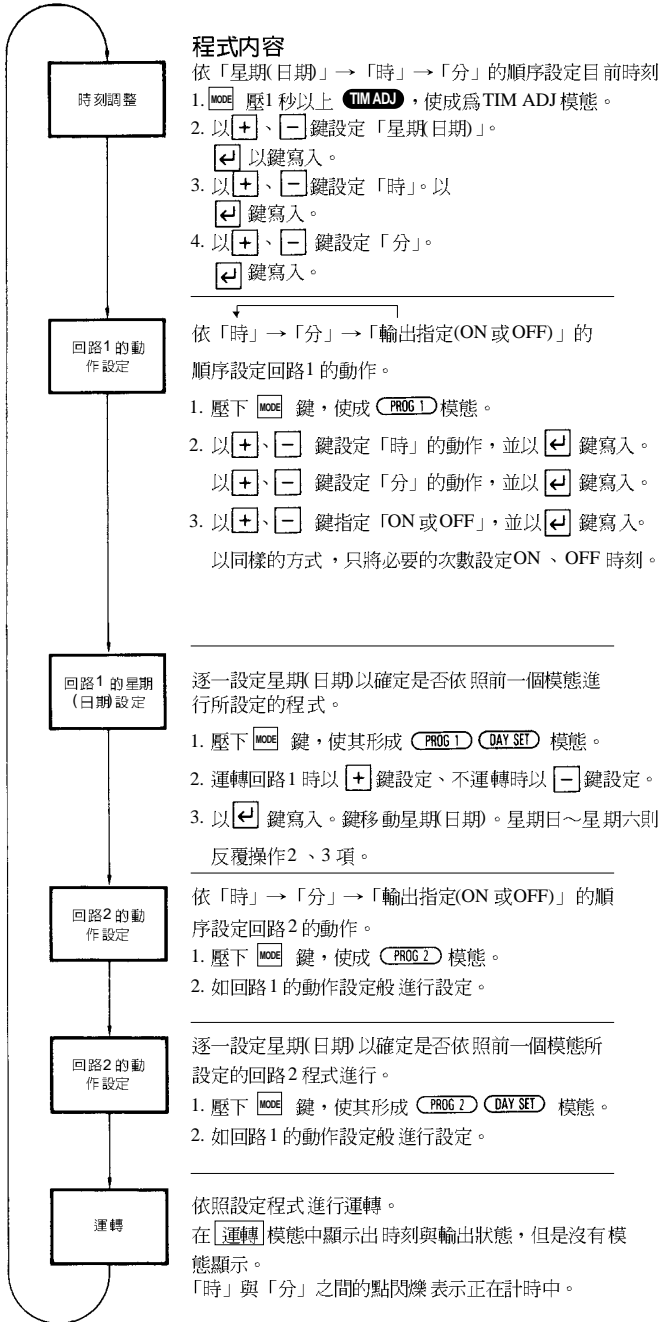 程式內容
時刻調整
依「星期(日期)」→「時」→「分」的順序設定目前時刻
1. MODE 壓1秒以上 TIM ADJ，使成爲TIM ADJ模態。
2. 以+、-鍵設定「星期(日期)」。
↵ 以鍵寫入。
3. 以+、-鍵設定「時」。以
↵ 鍵寫入。
4. 以+、- 鍵設定「分」。
↵ 鍵寫入。
回路1的動
作設定
依「時」→「分」→「輸出指定(ON或OFF)」的
順序設定回路1的動作。
1. 壓下 MODE 鍵，使成 PROG 1 模態。
2. 以+、- 鍵設定「時」的動作，並以 ↵ 鍵寫入。
以+、- 鍵設定「分」的動作，並以 ↵ 鍵寫入。
3. 以+、- 鍵指定「ON或OFF」，並以 ↵ 鍵寫入。
以同樣的方式，只將必要的次數設定ON、OFF時刻。
回路1的星期
(日期)設定
逐一設定星期(日期)以確定是否依照前一個模態進
行所設定的程式。
1. 壓下 MODE 鍵，使其形成 PROG 1 DAY SET 模態。
2. 運轉回路1時以 + 鍵設定、不運轉時以 - 鍵設定。
3. 以 ↵ 鍵寫入。鍵移動星期(日期)。星期日～星期六則
反覆操作2、3項。
回路2的動
作設定
依「時」→「分」→「輸出指定(ON或OFF)」的順
序設定回路2的動作。
1. 壓下 MODE 鍵，使成 PROG 2 模態。
2. 如回路1的動作設定般進行設定。
回路2的動
作設定
逐一設定星期(日期)以確定是否依照前一個模態所
設定的回路2程式進行。
1. 壓下 MODE 鍵，使其形成 PROG 2 DAY SET 模態。
2. 如回路1的動作設定般進行設定。
運轉
依照設定程式進行運轉。
在 運轉 模態中顯示出時刻與輸出狀態，但是沒有模
態顯示。
「時」與「分」之間的點閃爍表示正在計時中。